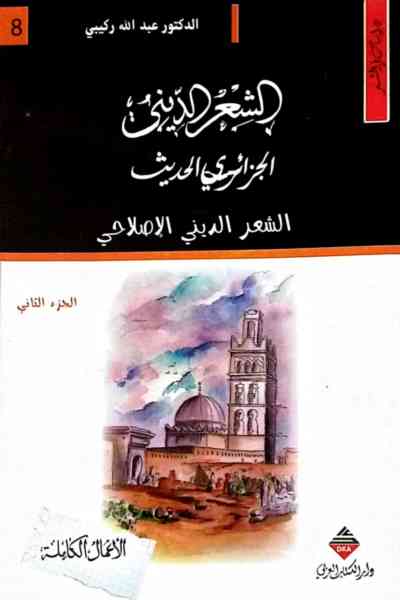 8
الدكتور عبد الله ركيبي
الشعر الديني
الجزائري الحديث
الشعر الديني الإصلاحي
الجزء الثاني
الأعمال الكاملة
DKA
دار الكتاب العربي